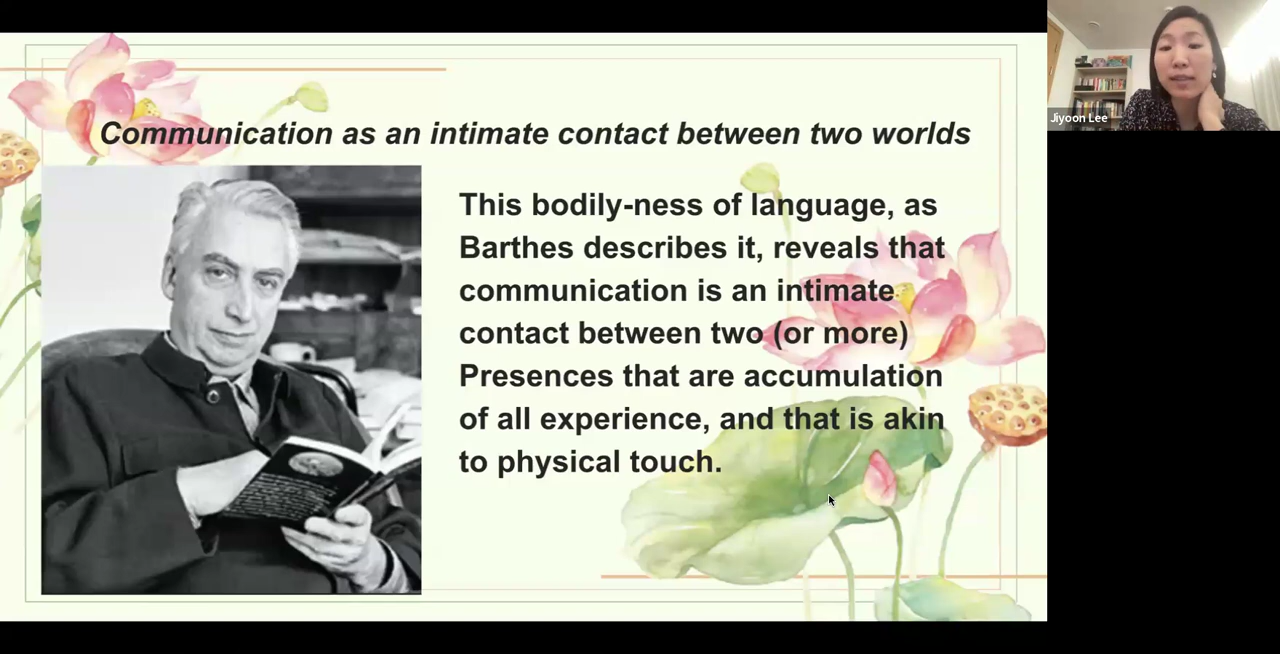 Communication as an intimate contact between two worlds
This bodily-ness of language, as
Barthes describes it, reveals that
communication is an intimate
contact between two (or more)
Presences that are accumulation
of all experience, and that is akin
to physical touch.
Jiyoon Lee